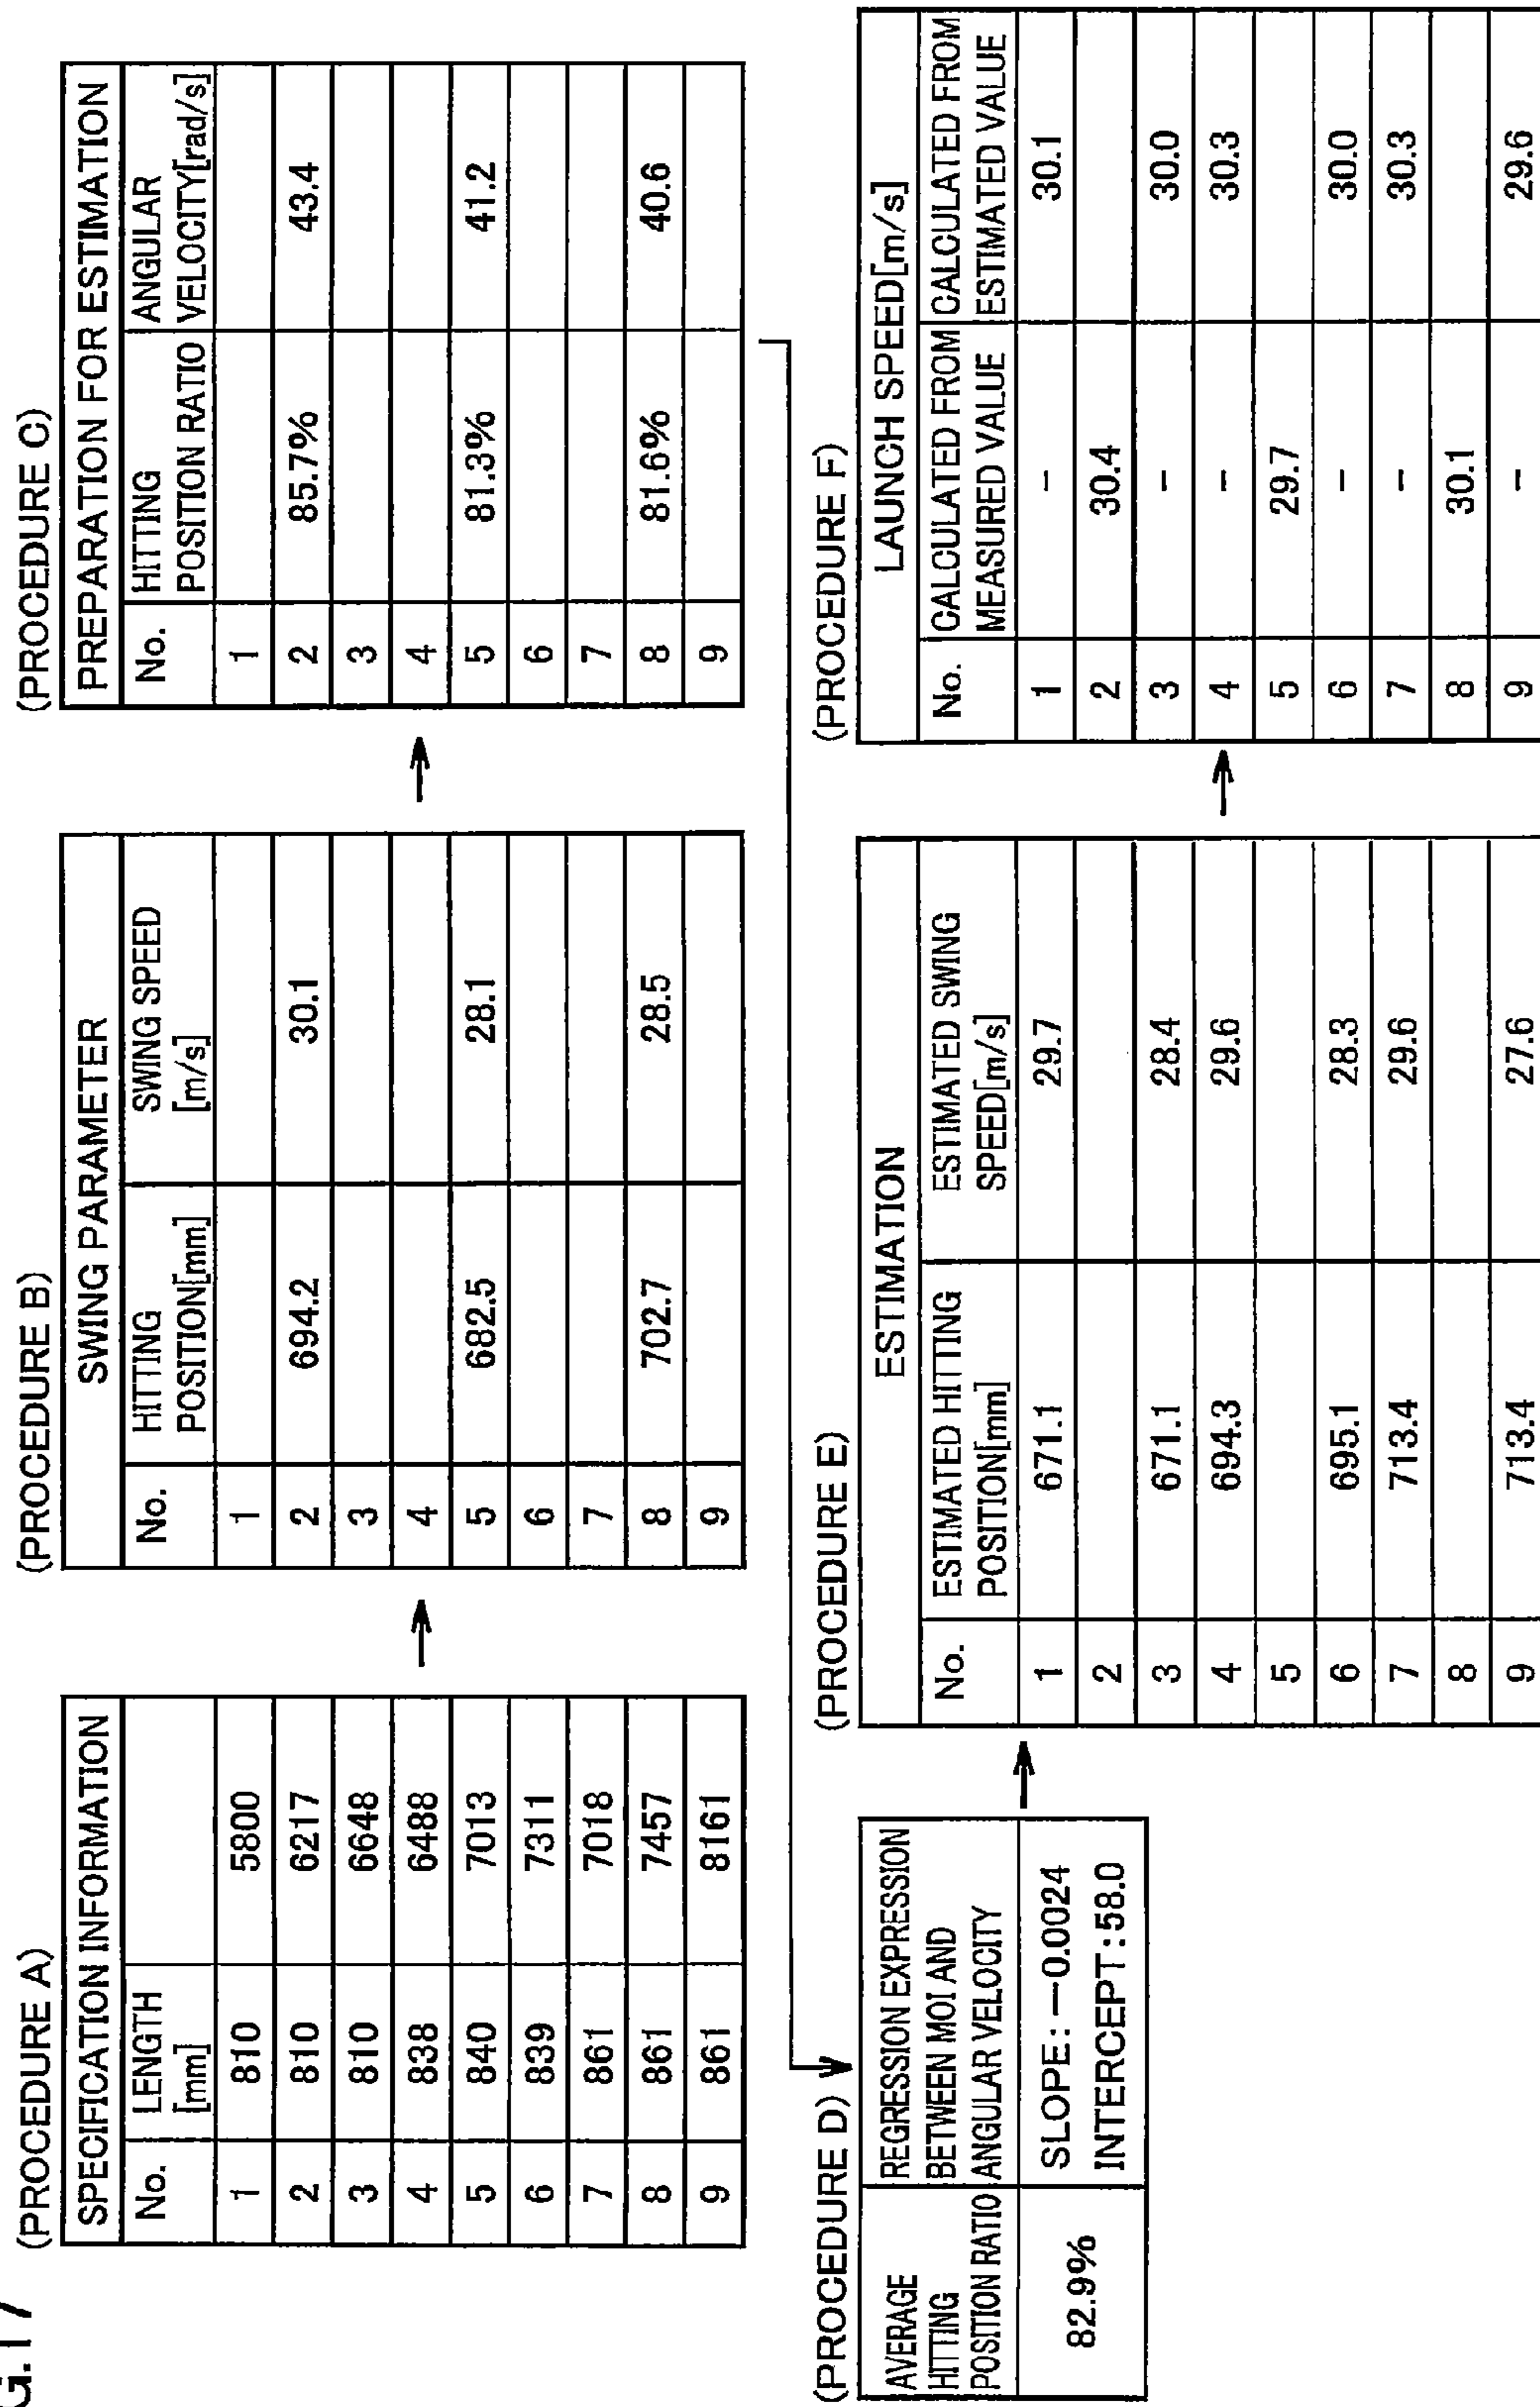 G.17
(PROCEDURE A)
SPECIFICATION INFORMATION
No. LENGTH [mm]
1 810 5800
2 810 6217
3 810 6648
4 838 6488
5 840 7013
6 839 7311
7 861 7018
8 861 7457
9 861 8161
(PROCEDURE B)
SWING PARAMETER
No. HITTING POSITION[mm] SWING SPEED [m/s]
1
2 694.2 30.1
3
4
5 682.5 28.1
6
7
8 702.7 28.5
9
(PROCEDURE C)
PREPARATION FOR ESTIMATION
No. HITTING POSITION RATIO ANGULAR VELOCITY[rad/s]
1
2 85.7% 43.4
3
4
5 81.3% 41.2
6
7
8 81.6% 40.6
9
(PROCEDURE D)
AVERAGE HITTING POSITION RATIO REGRESSION EXPRESSION BETWEEN MOI AND ANGULAR VELOCITY
82.9% SLOPE:−0.0024
INTERCEPT:58.0
(PROCEDURE E)
ESTIMATION
No. ESTIMATED HITTING POSITION[mm] ESTIMATED SWING SPEED[m/s]
1 671.1 29.7
2
3 671.1 28.4
4 694.3 29.6
5
6 695.1 28.3
7 713.4 29.6
8
9 713.4 27.6
(PROCEDURE F)
LAUNCH SPEED[m/s]
No. CALCULATED FROM MEASURED VALUE CALCULATED FROM ESTIMATED VALUE
1 - 30.1
2 30.4
3 - 30.0
4 - 30.3
5 29.7
6 - 30.0
7 - 30.3
8 30.1
9 - 29.6